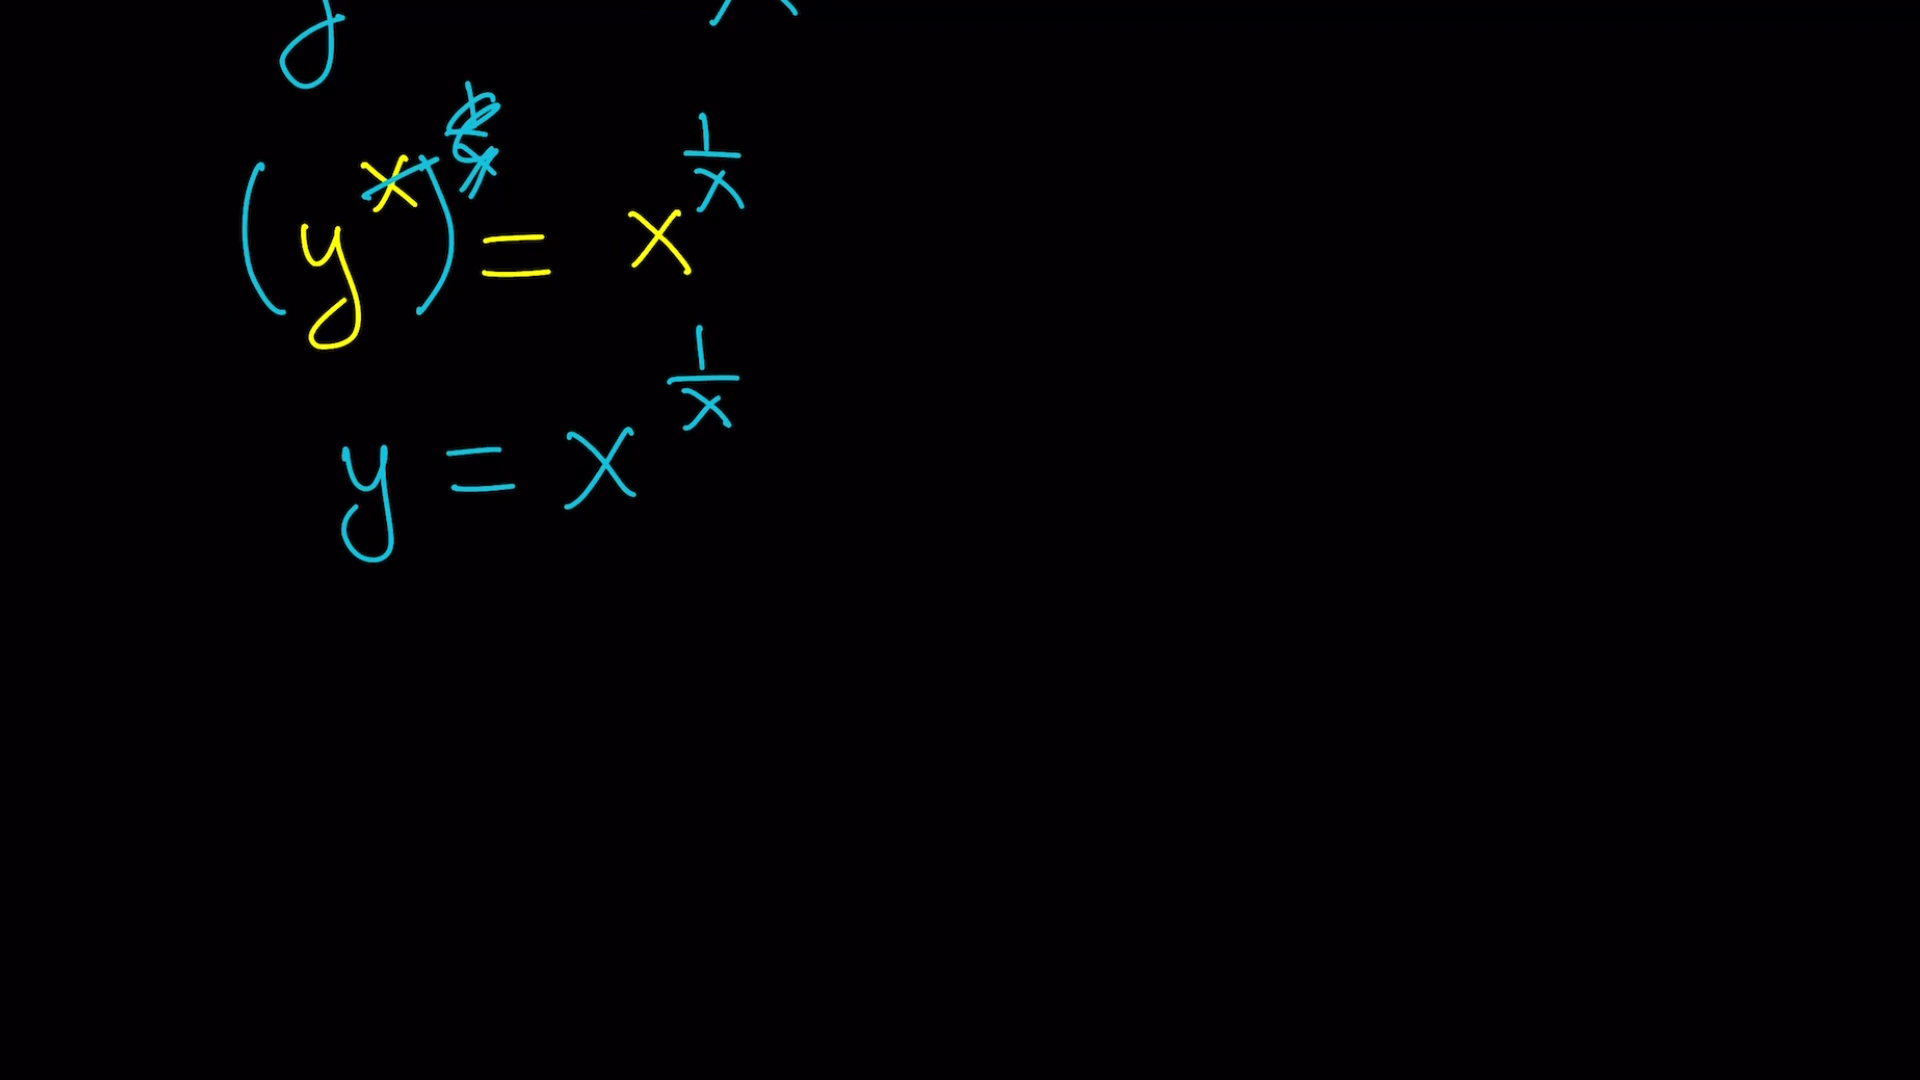 (y^x)^(1/x) = x^(1/x)
y = x^(1/x)